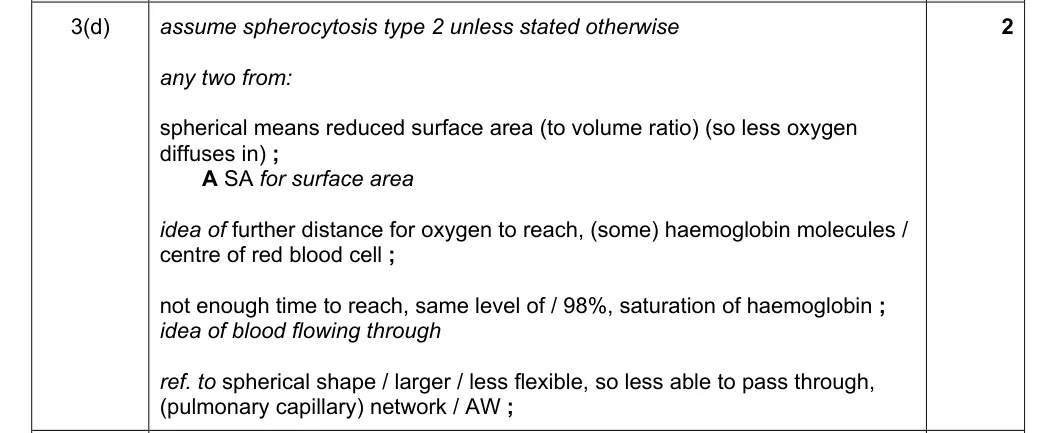 3(d) assume spherocytosis type 2 unless stated otherwise 2
any two from:
spherical means reduced surface area (to volume ratio) (so less oxygen
diffuses in) ;
A SA for surface area
idea of further distance for oxygen to reach, (some) haemoglobin molecules /
centre of red blood cell ;
not enough time to reach, same level of / 98%, saturation of haemoglobin ;
idea of blood flowing through
ref. to spherical shape / larger / less flexible, so less able to pass through,
(pulmonary capillary) network / AW ;